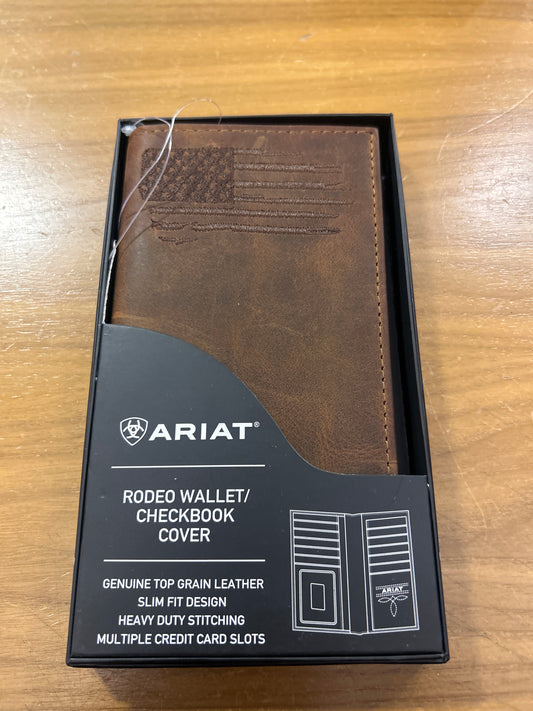 ARIAT®
RODEO WALLET/
CHECKBOOK
COVER
GENUINE TOP GRAIN LEATHER
SLIM FIT DESIGN
HEAVY DUTY STITCHING
MULTIPLE CREDIT CARD SLOTS
ARIAT